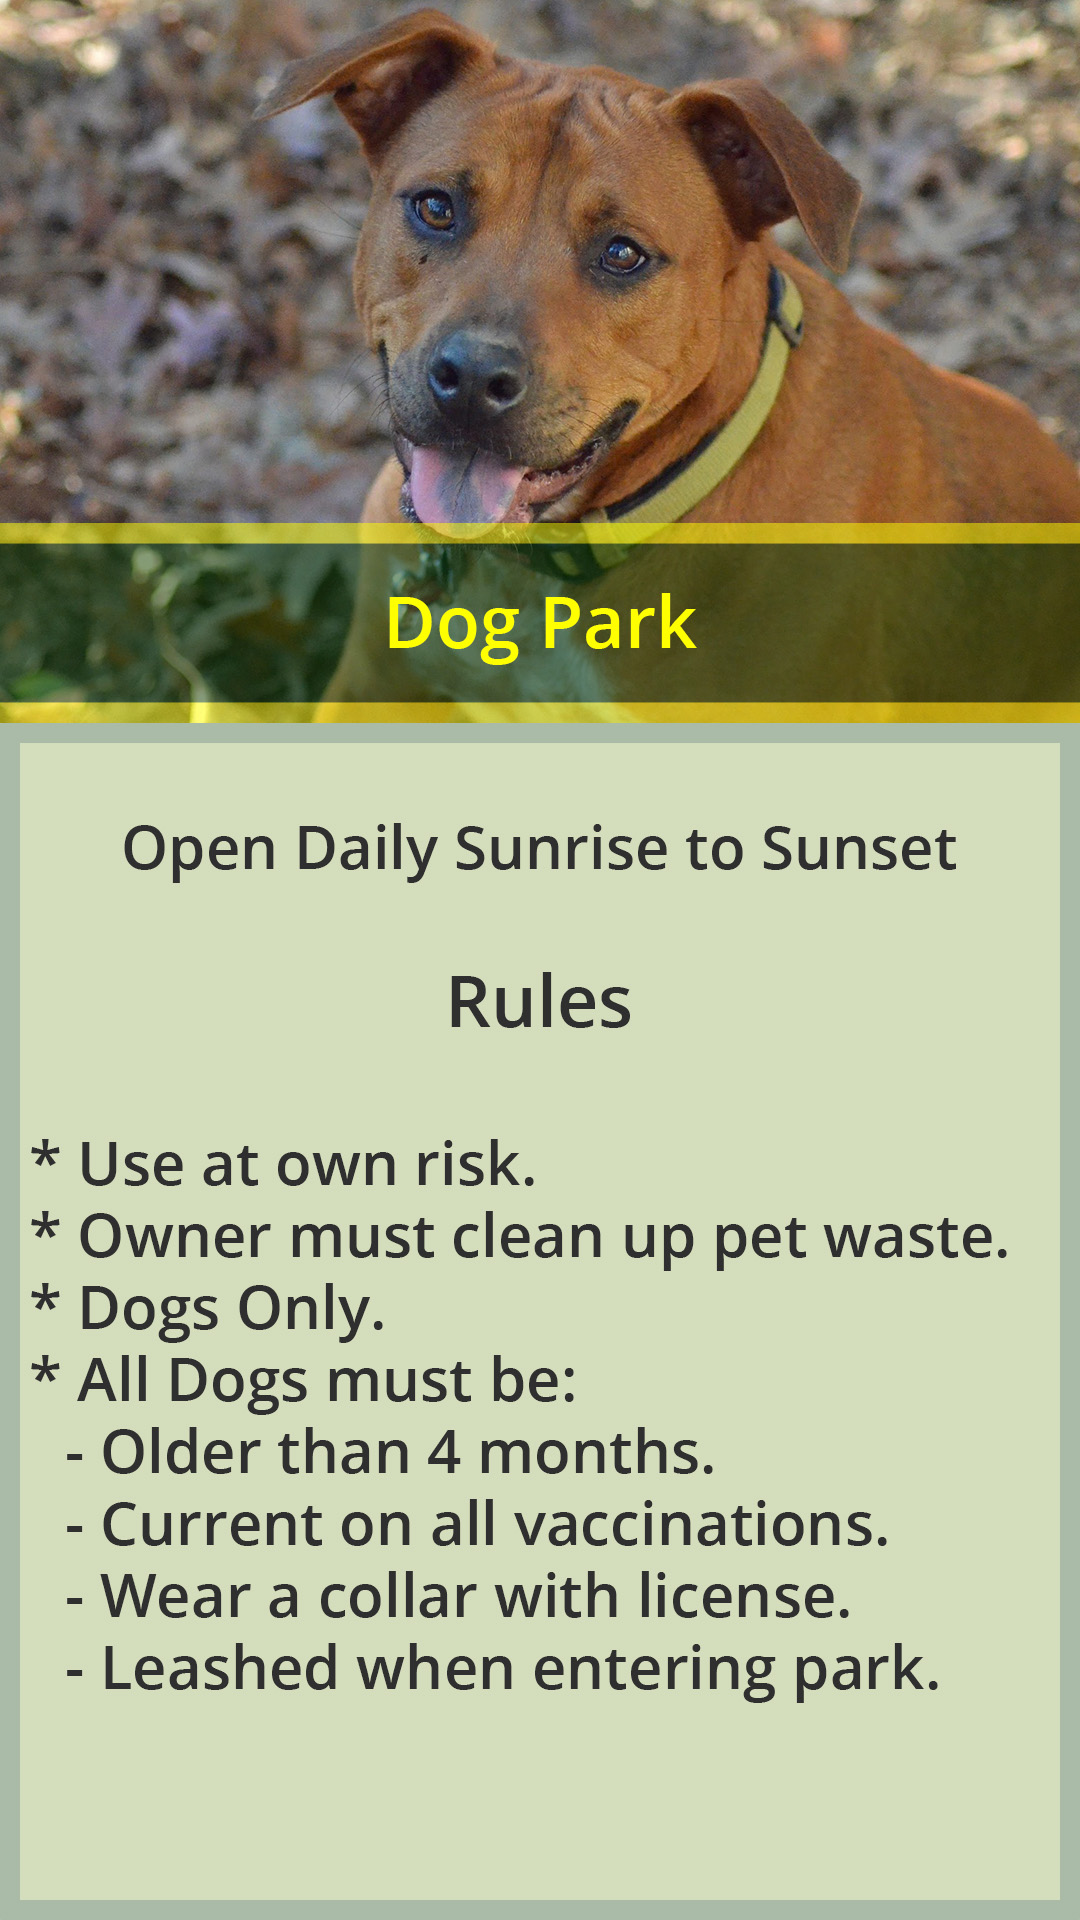 Dog Park
Open Daily Sunrise to Sunset
Rules
* Use at own risk.
* Owner must clean up pet waste.
* Dogs Only.
* All Dogs must be:
- Older than 4 months.
- Current on all vaccinations.
- Wear a collar with license.
- Leashed when entering park.